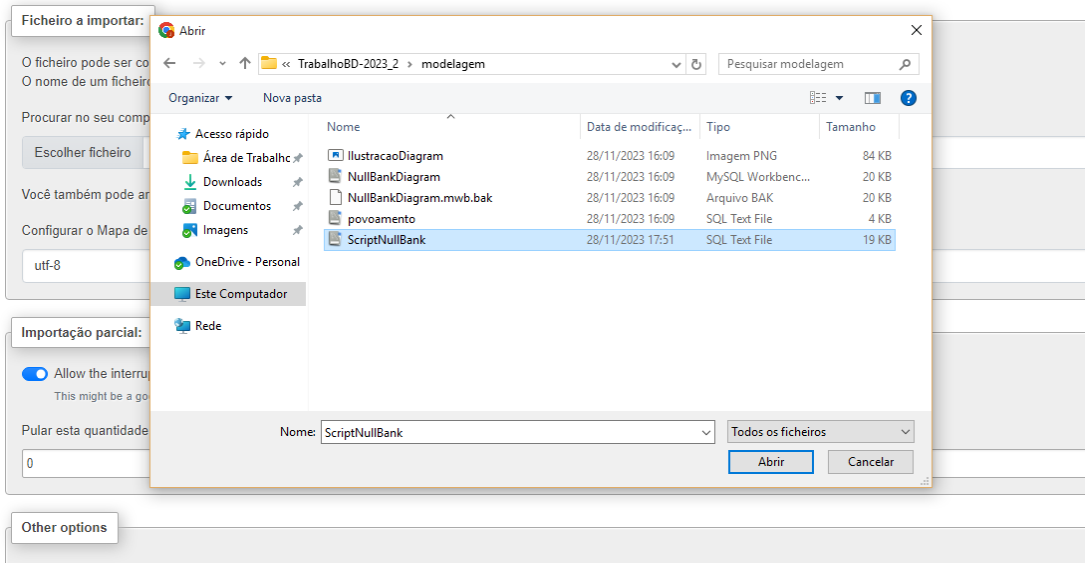 Ficheiro a importar:
Abrir
O ficheiro pode ser co
O nome de um ficheiro
« TrabalhoBD-2023_2 › modelagem
Pesquisar modelagem
Organizar
Nova pasta
?
Procurar no seu comp
Escolher ficheiro
Você também pode ar
Configurar o Mapa de
utf-8
Acesso rápido
Área de Trabalhc
Downloads
Documentos
Imagens
OneDrive - Personal
Este Computador
Rede
Nome Data de modificaç... Tipo Tamanho
IlustracaoDiagram 28/11/2023 16:09 Imagem PNG 84 KB
NullBankDiagram 28/11/2023 16:09 MySQL Workbenc... 20 KB
NullBankDiagram.mwb.bak 28/11/2023 16:09 Arquivo BAK 20 KB
povoamento 28/11/2023 16:09 SQL Text File 4 KB
ScriptNullBank 28/11/2023 17:51 SQL Text File 19 KB
Importação parcial:
Allow the interrup
This might be a go
Pular esta quantidade
0
Nome: ScriptNullBank
Todos os ficheiros
Abrir
Cancelar
Other options